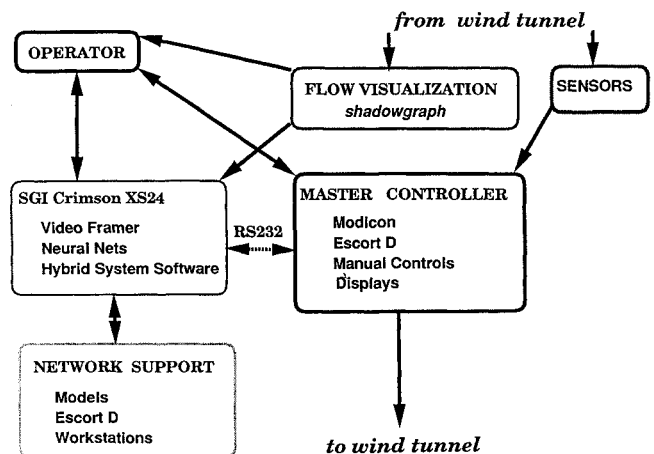 from wind tunnel
OPERATOR
FLOW VISUALIZATION
shadowgraph
SENSORS
SGI Crimson XS24
Video Framer
Neural Nets
Hybrid System Software
RS232
MASTER CONTROLLER
Modicon
Escort D
Manual Controls
Displays
NETWORK SUPPORT
Models
Escort D
Workstations
to wind tunnel